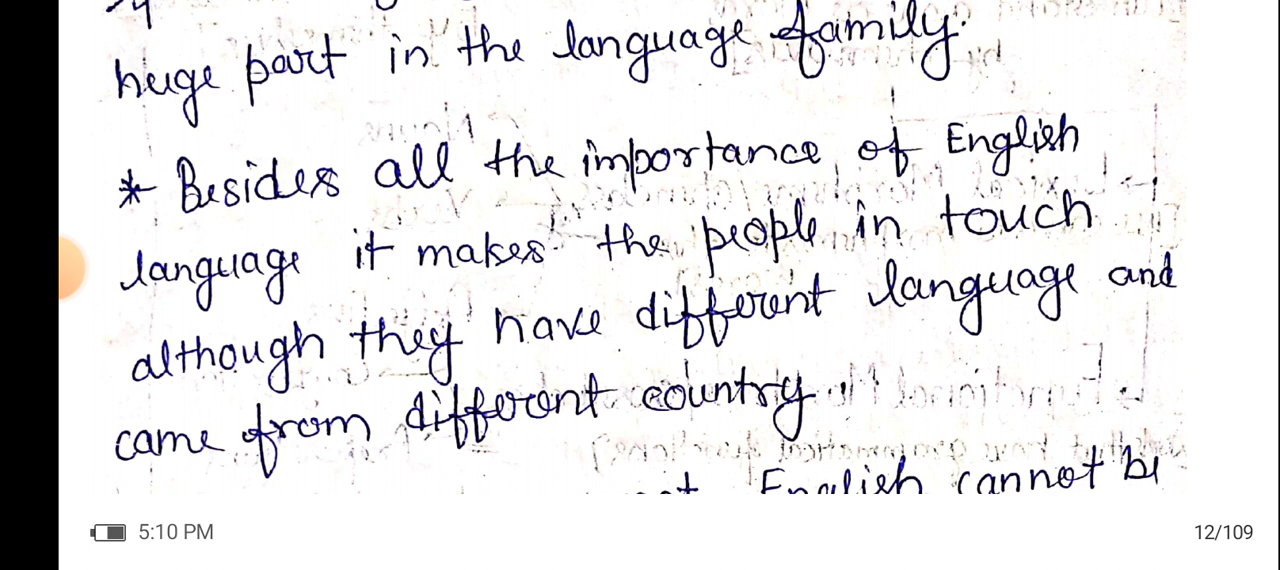 huge part in the language family.
* Besides all the importance of English
language it makes the people in touch
although they have different language and
came from different country
English cannot be
5:10 PM
12/109